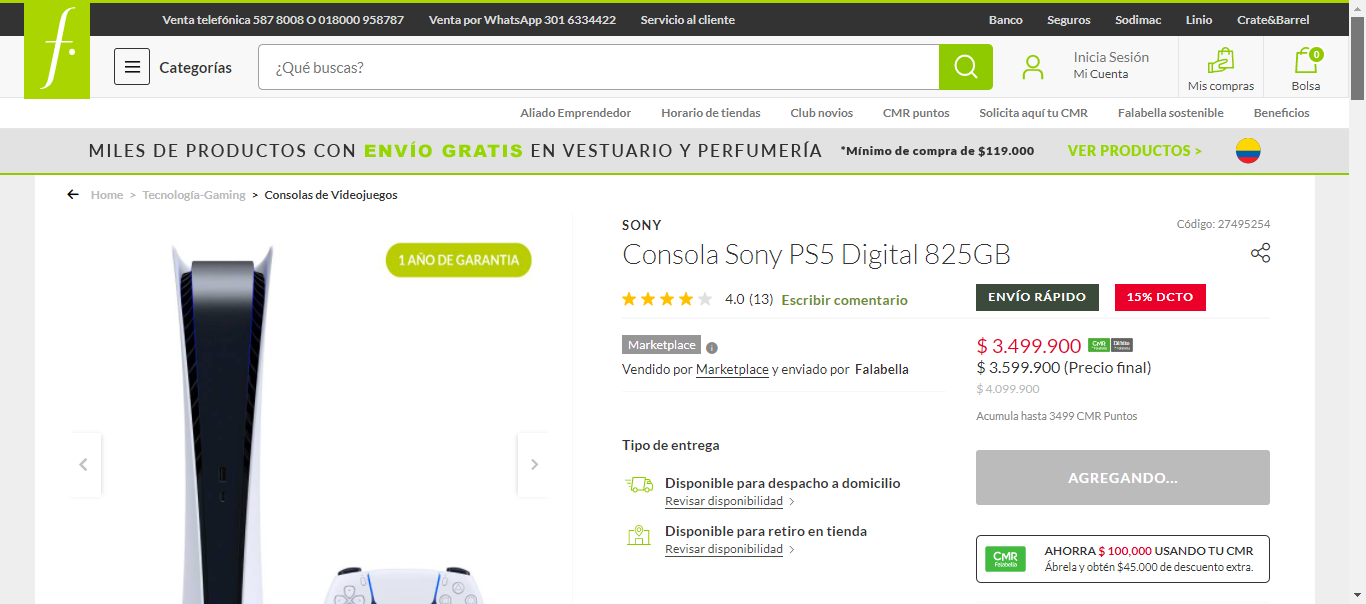 Venta telefónica 587 8008 O 018000 958787 Venta por WhatsApp 301 6334422 Servicio al cliente Banco Seguros Sodimac Linio Crate&Barrel
f.
Categorías ¿Qué buscas? Inicia Sesión
Mi Cuenta
Mis compras
0
Bolsa
Aliado Emprendedor Horario de tiendas Club novios CMR puntos Solicita aquí tu CMR Falabella sostenible Beneficios
MILES DE PRODUCTOS CON ENVÍO GRATIS EN VESTUARIO Y PERFUMERÍA *Mínimo de compra de $119.000 VER PRODUCTOS >
Home > Tecnología-Gaming > Consolas de Videojuegos
1 AÑO DE GARANTIA
SONY Código: 27495254
Consola Sony PS5 Digital 825GB
4.0 (13) Escribir comentario ENVÍO RÁPIDO 15% DCTO
Marketplace
Vendido por Marketplace y enviado por Falabella
$ 3.499.900 CMR
$ 3.599.900 (Precio final)
$ 4.099.900
Acumula hasta 3499 CMR Puntos
Tipo de entrega
Disponible para despacho a domicilio
Revisar disponibilidad >
Disponible para retiro en tienda
Revisar disponibilidad >
AGREGANDO...
CMR
Falabella
AHORRA $ 100,000 USANDO TU CMR
Ábrela y obtén $45.000 de descuento extra.